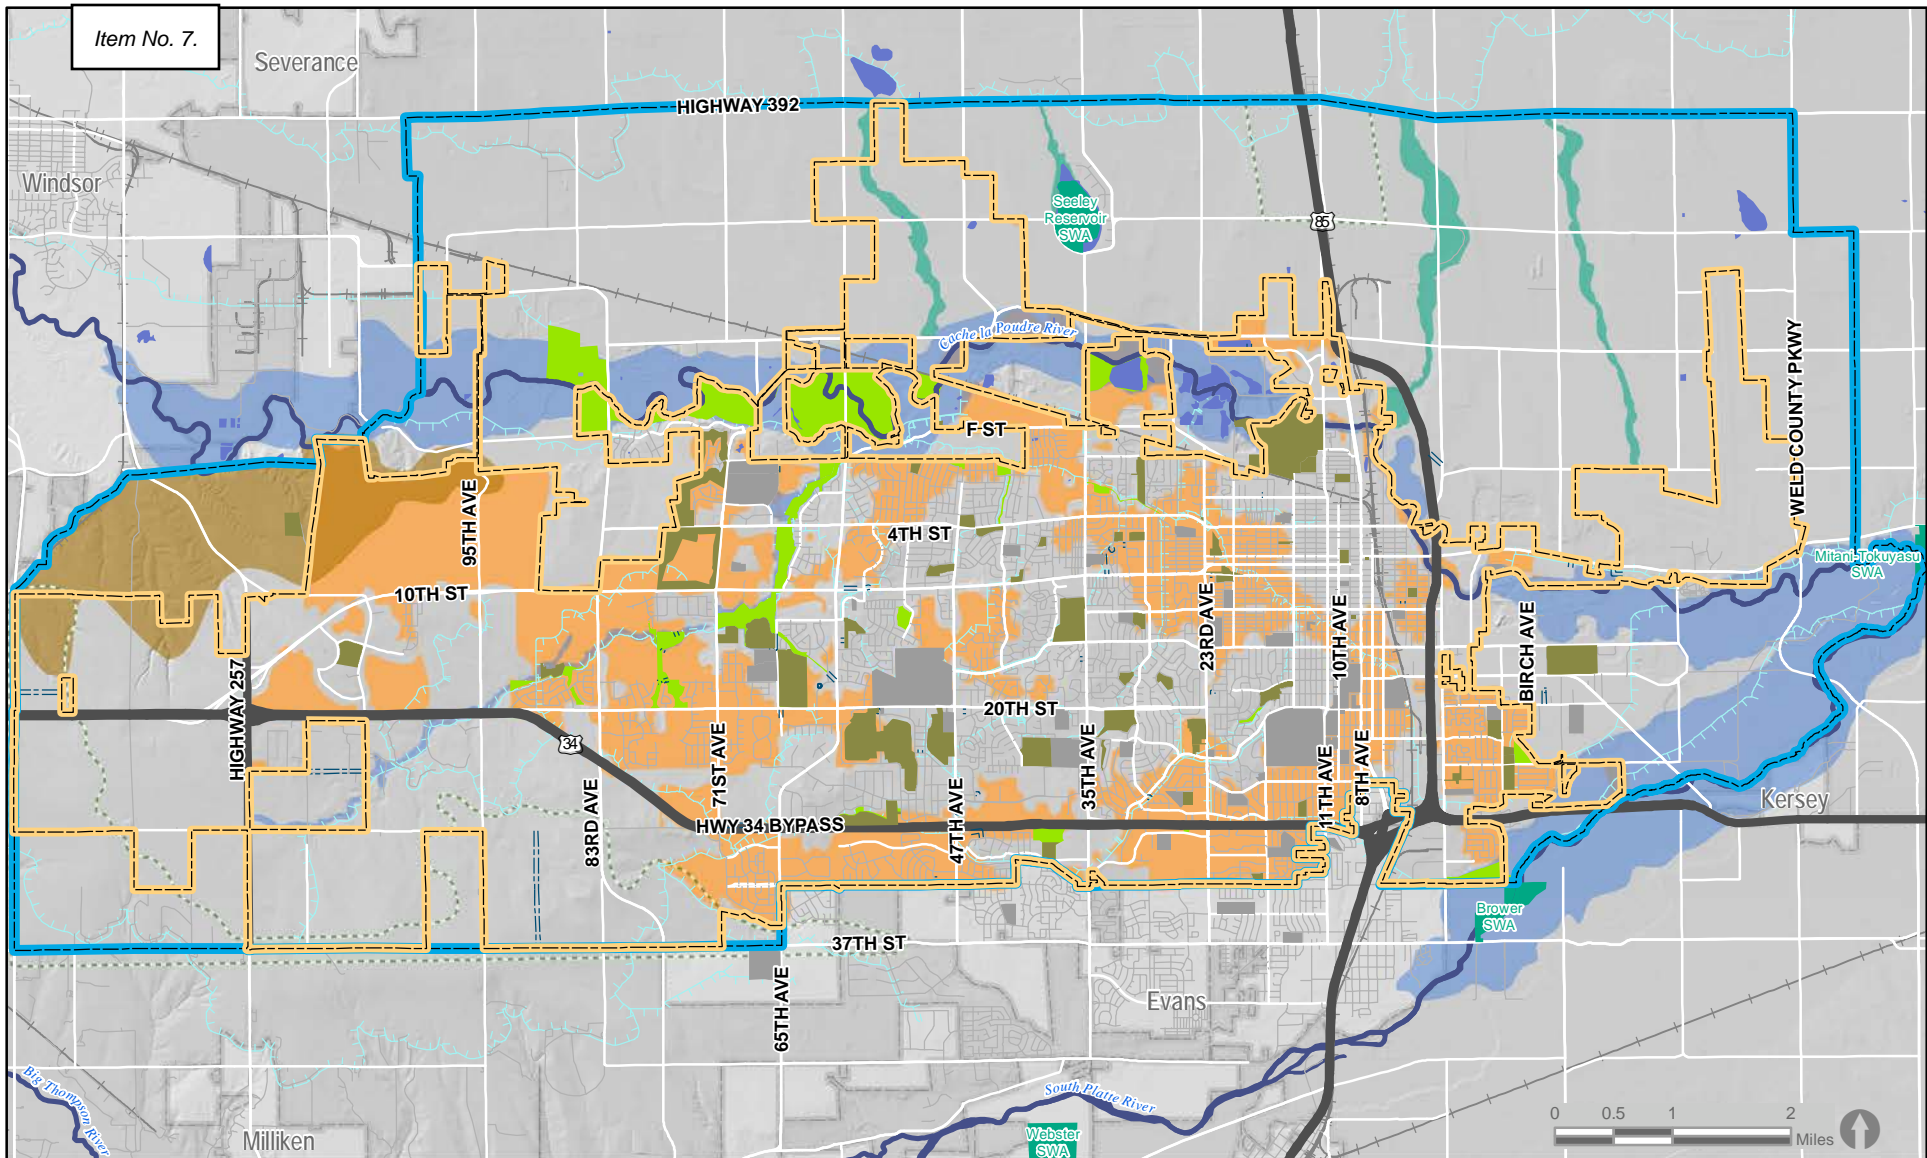 Item No. 7.
Severance
HIGHWAY 392
Windsor
Seeley
Reservoir
SWA
85
Cache la Poudre River
WELD COUNTY PKWY
F ST
95TH AVE
4TH ST
Mitani-Tokuyasu
SWA
10TH ST
23RD AVE
10TH AVE
BIRCH AVE
HIGHWAY 257
20TH ST
34
71ST AVE
35TH AVE
11TH AVE
8TH AVE
83RD AVE
47TH AVE
HWY 34 BYPASS
Kersey
Brower
SWA
37TH ST
65TH AVE
Evans
Big Thompson River
South Platte River
Milliken
Webster
SWA
0 0.5 1 2
Miles